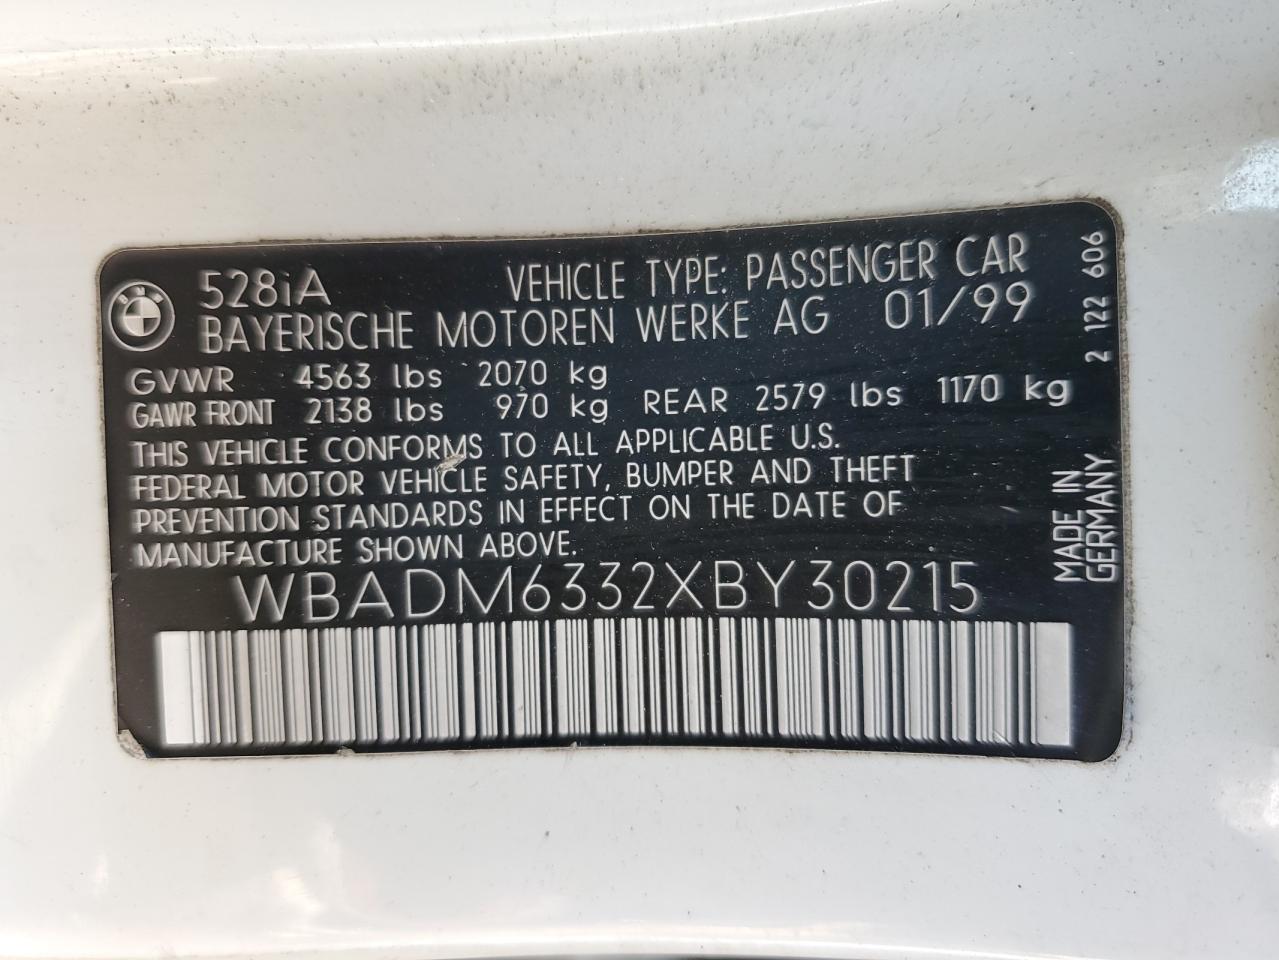 528iA VEHICLE TYPE: PASSENGER CAR
BAYERISCHE MOTOREN WERKE AG 01/99
GVWR 4563 lbs 2070 kg
GAWR FRONT 2138 lbs 970 kg REAR 2579 lbs 1170 kg
THIS VEHICLE CONFORMS TO ALL APPLICABLE U.S.
FEDERAL MOTOR VEHICLE SAFETY, BUMPER AND THEFT
PREVENTION STANDARDS IN EFFECT ON THE DATE OF
MANUFACTURE SHOWN ABOVE.
WBADM6332XBY30215
2 122 606
MADE IN
GERMANY
BMW